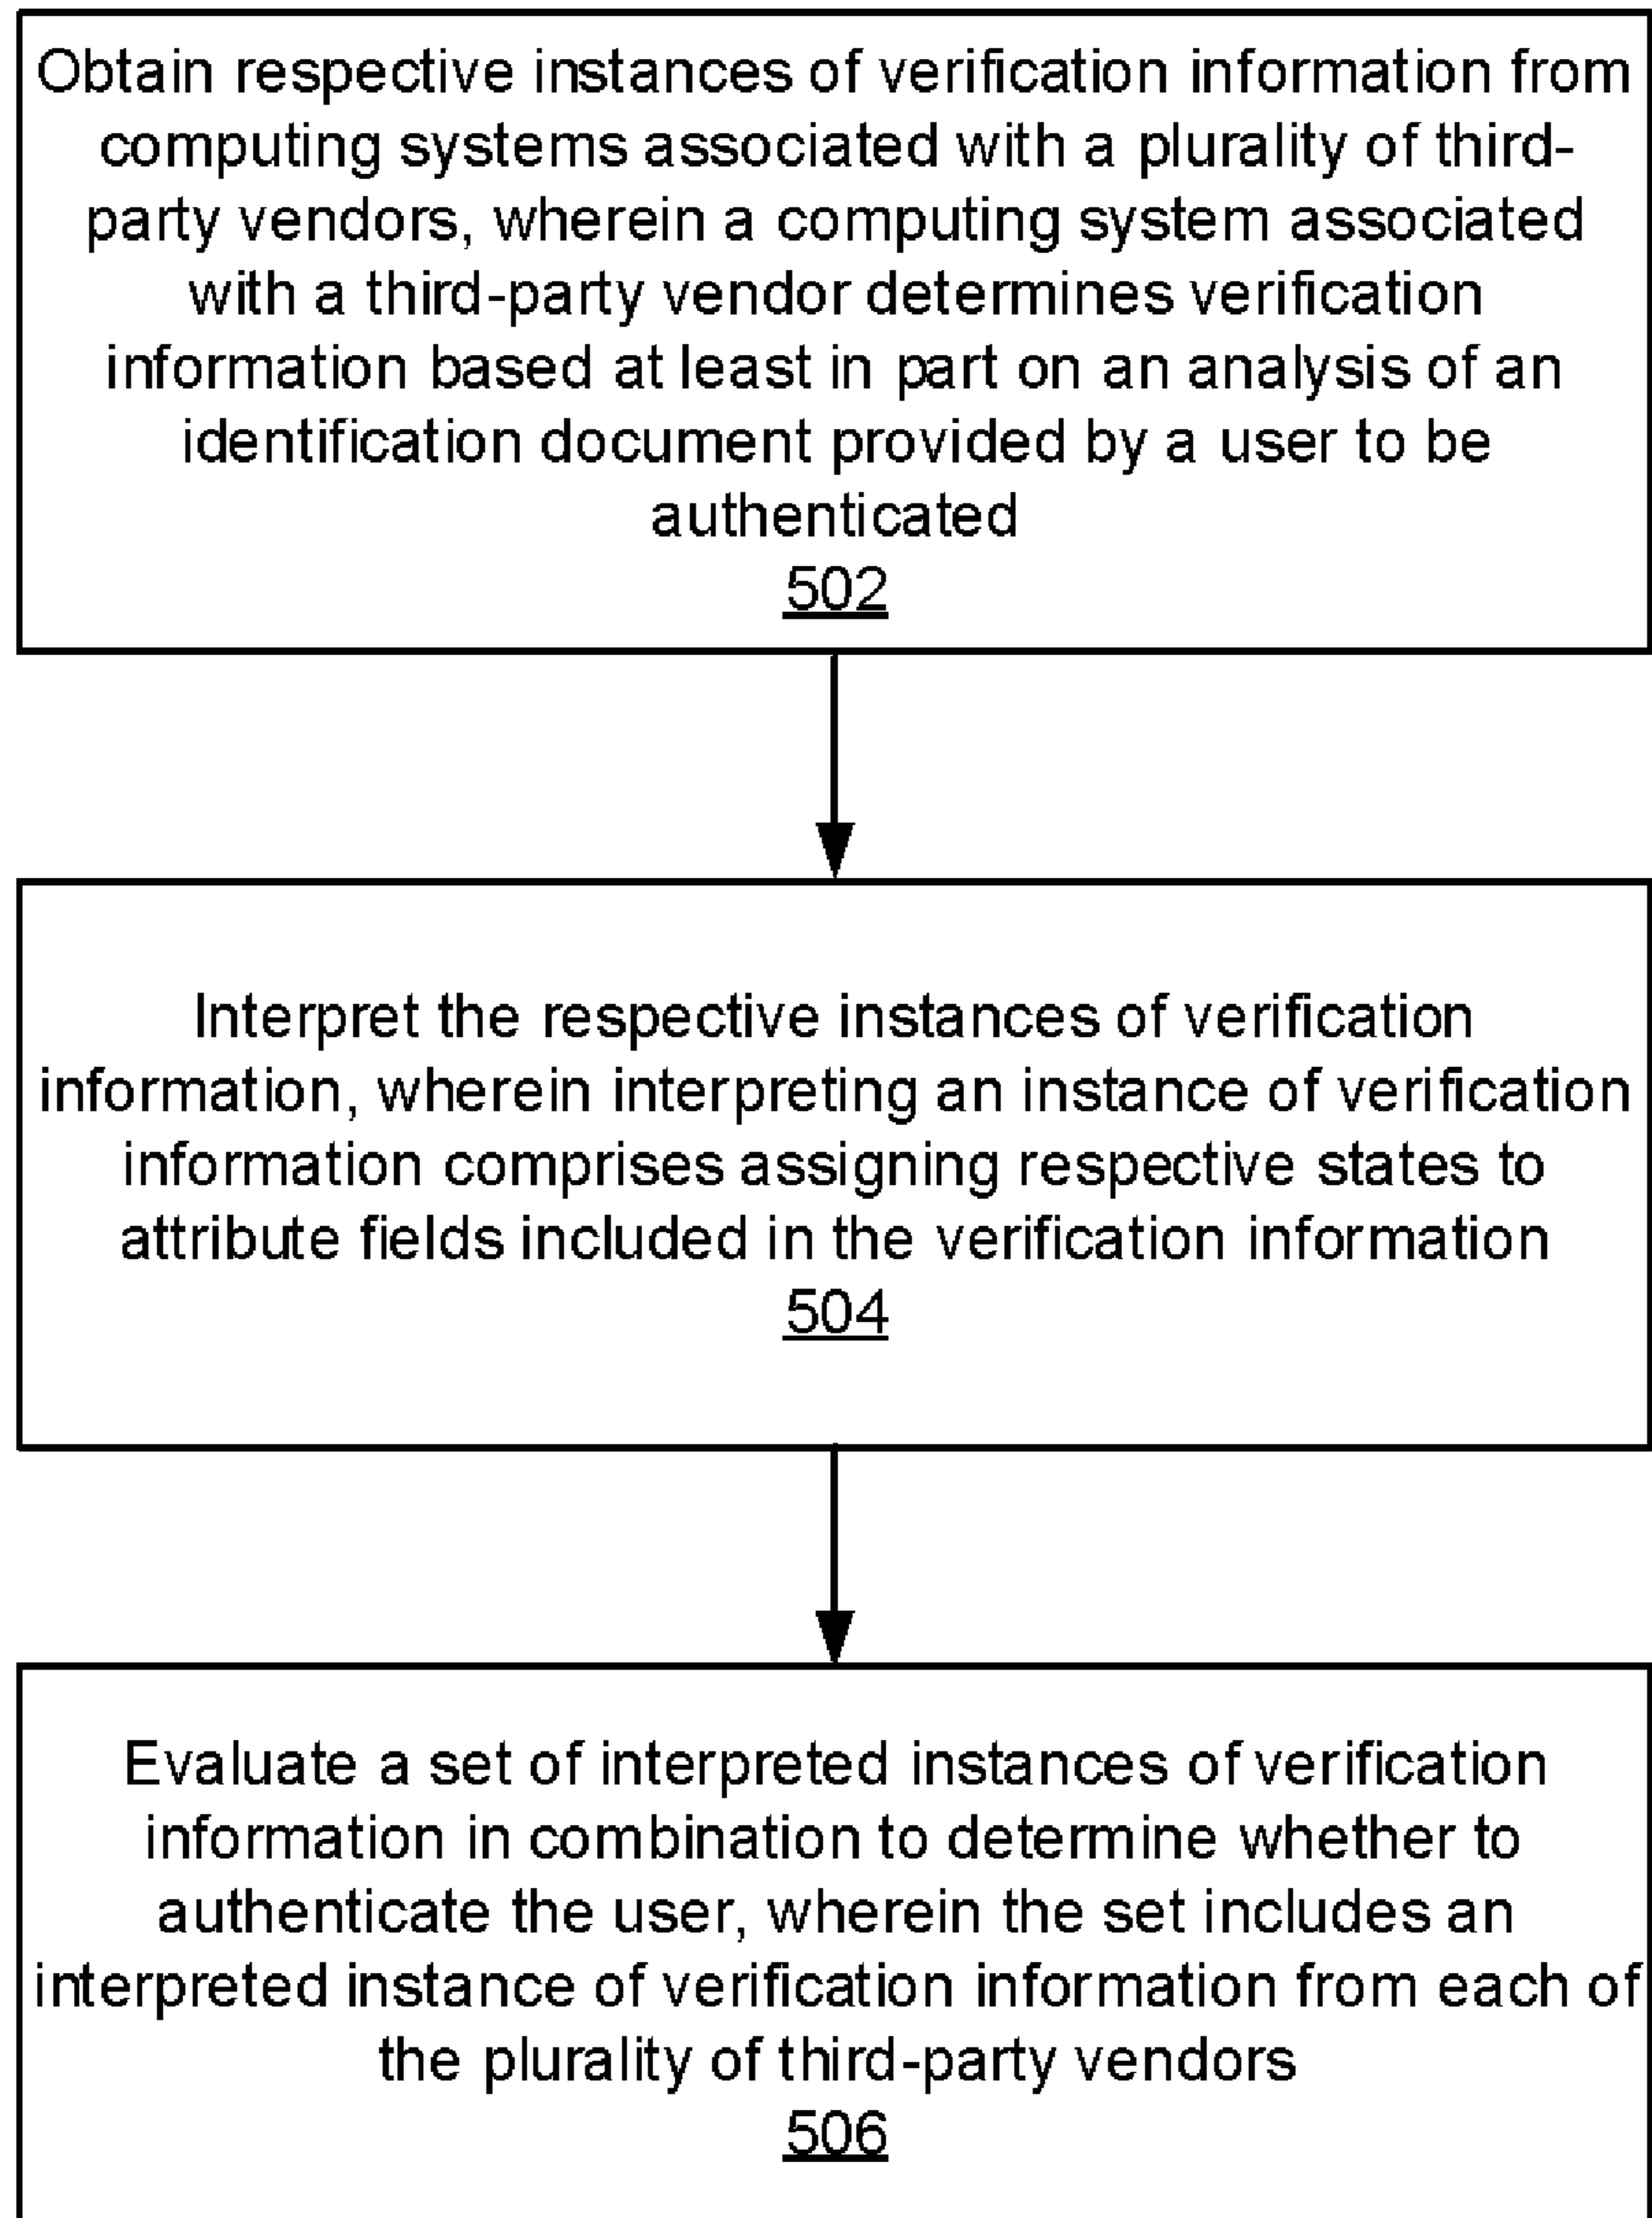 Obtain respective instances of verification information from
computing systems associated with a plurality of third-
party vendors, wherein a computing system associated
with a third-party vendor determines verification
information based at least in part on an analysis of an
identification document provided by a user to be
authenticated
502
Interpret the respective instances of verification
information, wherein interpreting an instance of verification
information comprises assigning respective states to
attribute fields included in the verification information
504
Evaluate a set of interpreted instances of verification
information in combination to determine whether to
authenticate the user, wherein the set includes an
interpreted instance of verification information from each of
the plurality of third-party vendors
506